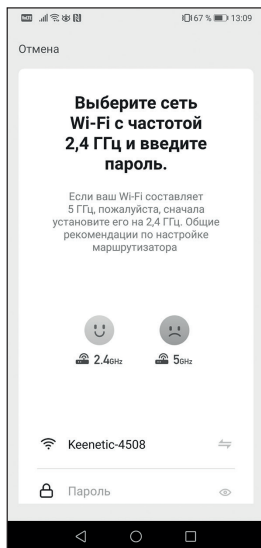 67 % 13:09
Отмена
Выберите сеть
Wi-Fi с частотой
2,4 ГГц и введите
пароль.
Если ваш Wi-Fi составляет
5 ГГц, пожалуйста, сначала
установите его на 2,4 ГГц. Общие
рекомендации по настройке
маршрутизатора
2.4GHz 5GHz
Keenetic-4508
Пароль